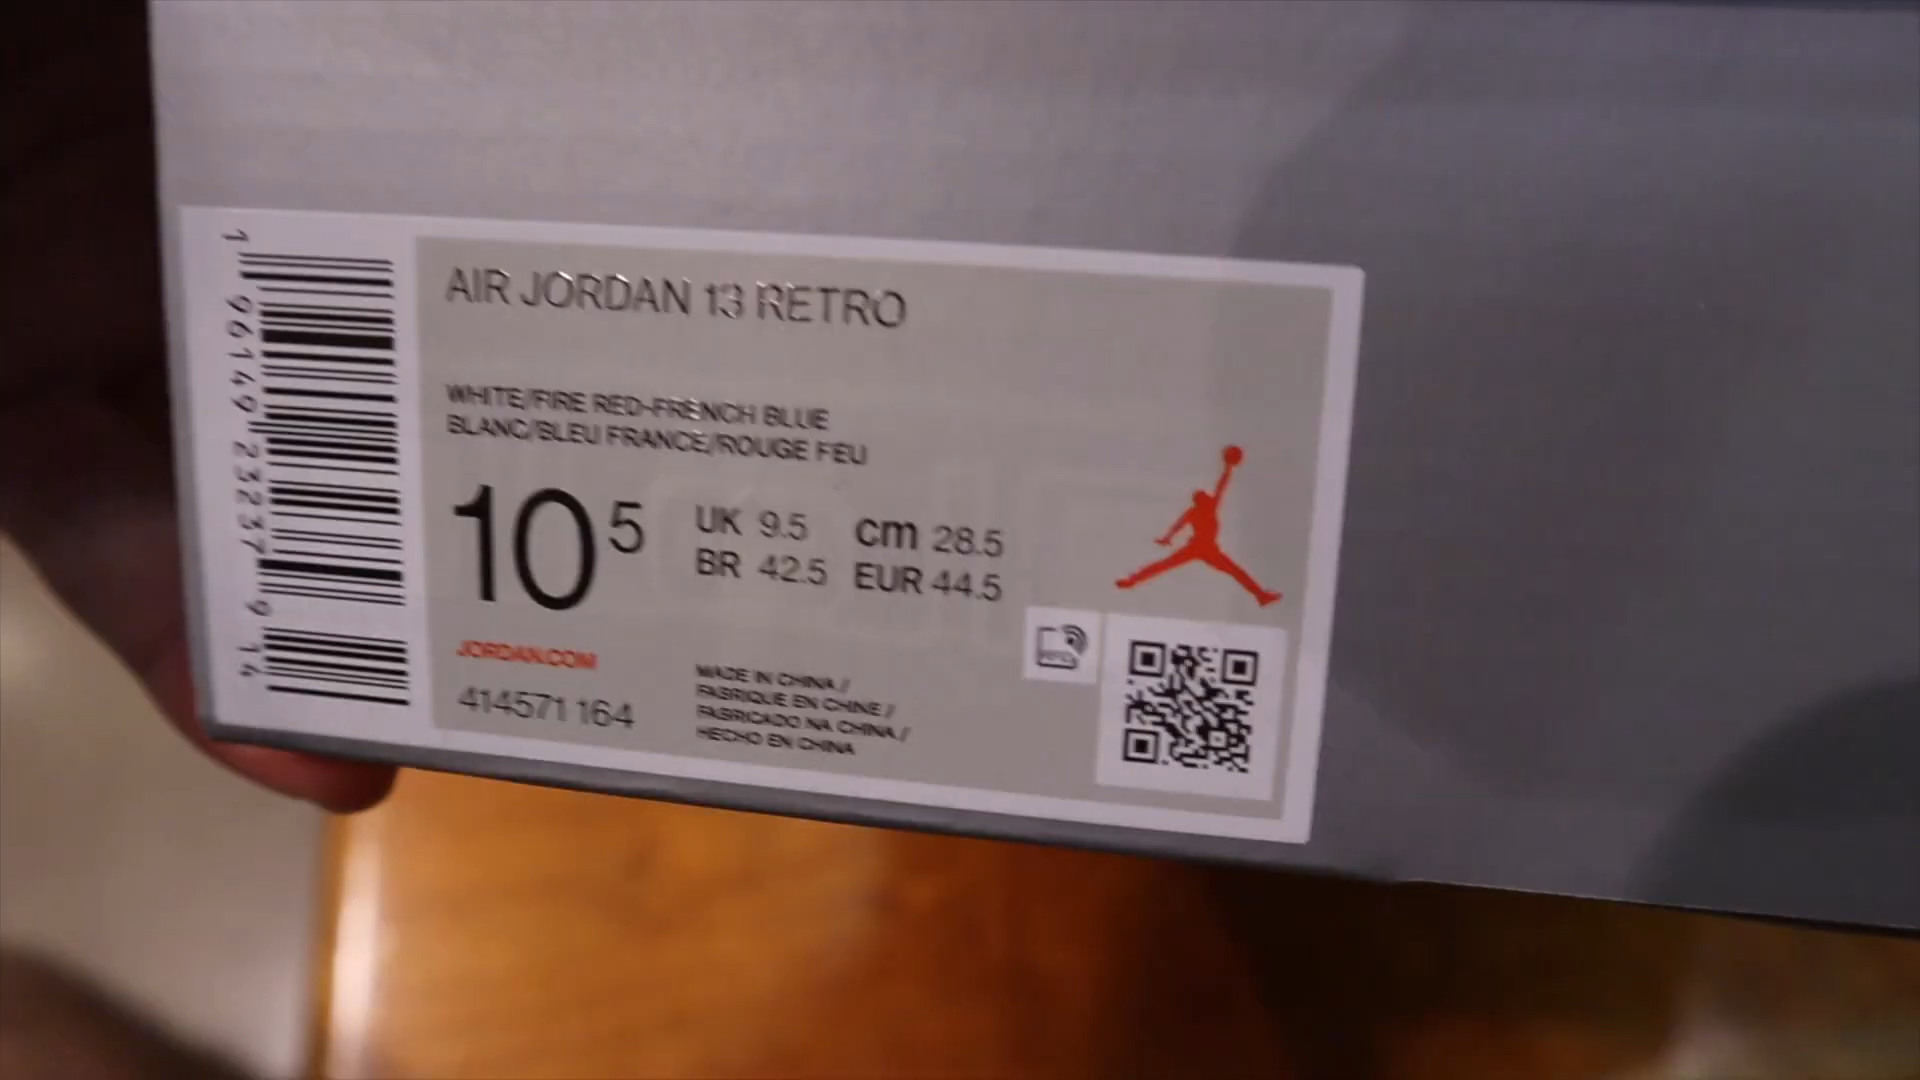 AIR JORDAN 13 RETRO
WHITE/FIRE RED-FRENCH BLUE
BLANC/BLEU FRANCE/ROUGE FEU
10 5
UK 9.5 cm 28.5
BR 42.5 EUR 44.5
JORDAN.COM
414571 164
MADE IN CHINA /
FABRIQUE EN CHINE /
FABRICADO NA CHINA /
HECHO EN CHINA
1 96149 23237 9 14